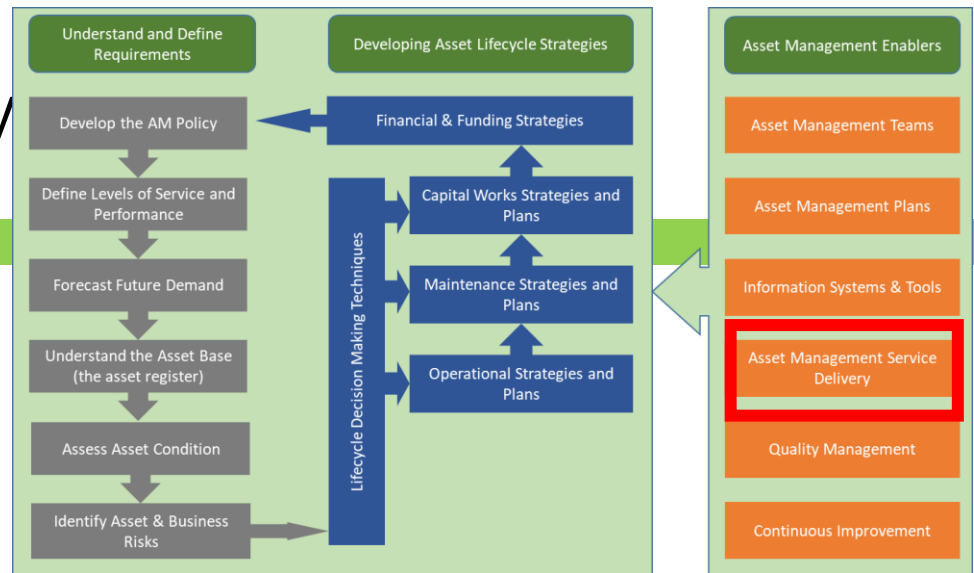 Understand and Define
Requirements
Develop the AM Policy
Define Levels of Service and
Performance
Forecast Future Demand
Understand the Asset Base
(the asset register)
Assess Asset Condition
Identify Asset & Business
Risks
Developing Asset Lifecycle Strategies
Financial & Funding Strategies
Lifecycle Decision Making Techniques
Capital Works Strategies and
Plans
Maintenance Strategies and
Plans
Operational Strategies and
Plans
Asset Management Enablers
Asset Management Teams
Asset Management Plans
Information Systems & Tools
Asset Management Service
Delivery
Quality Management
Continuous Improvement